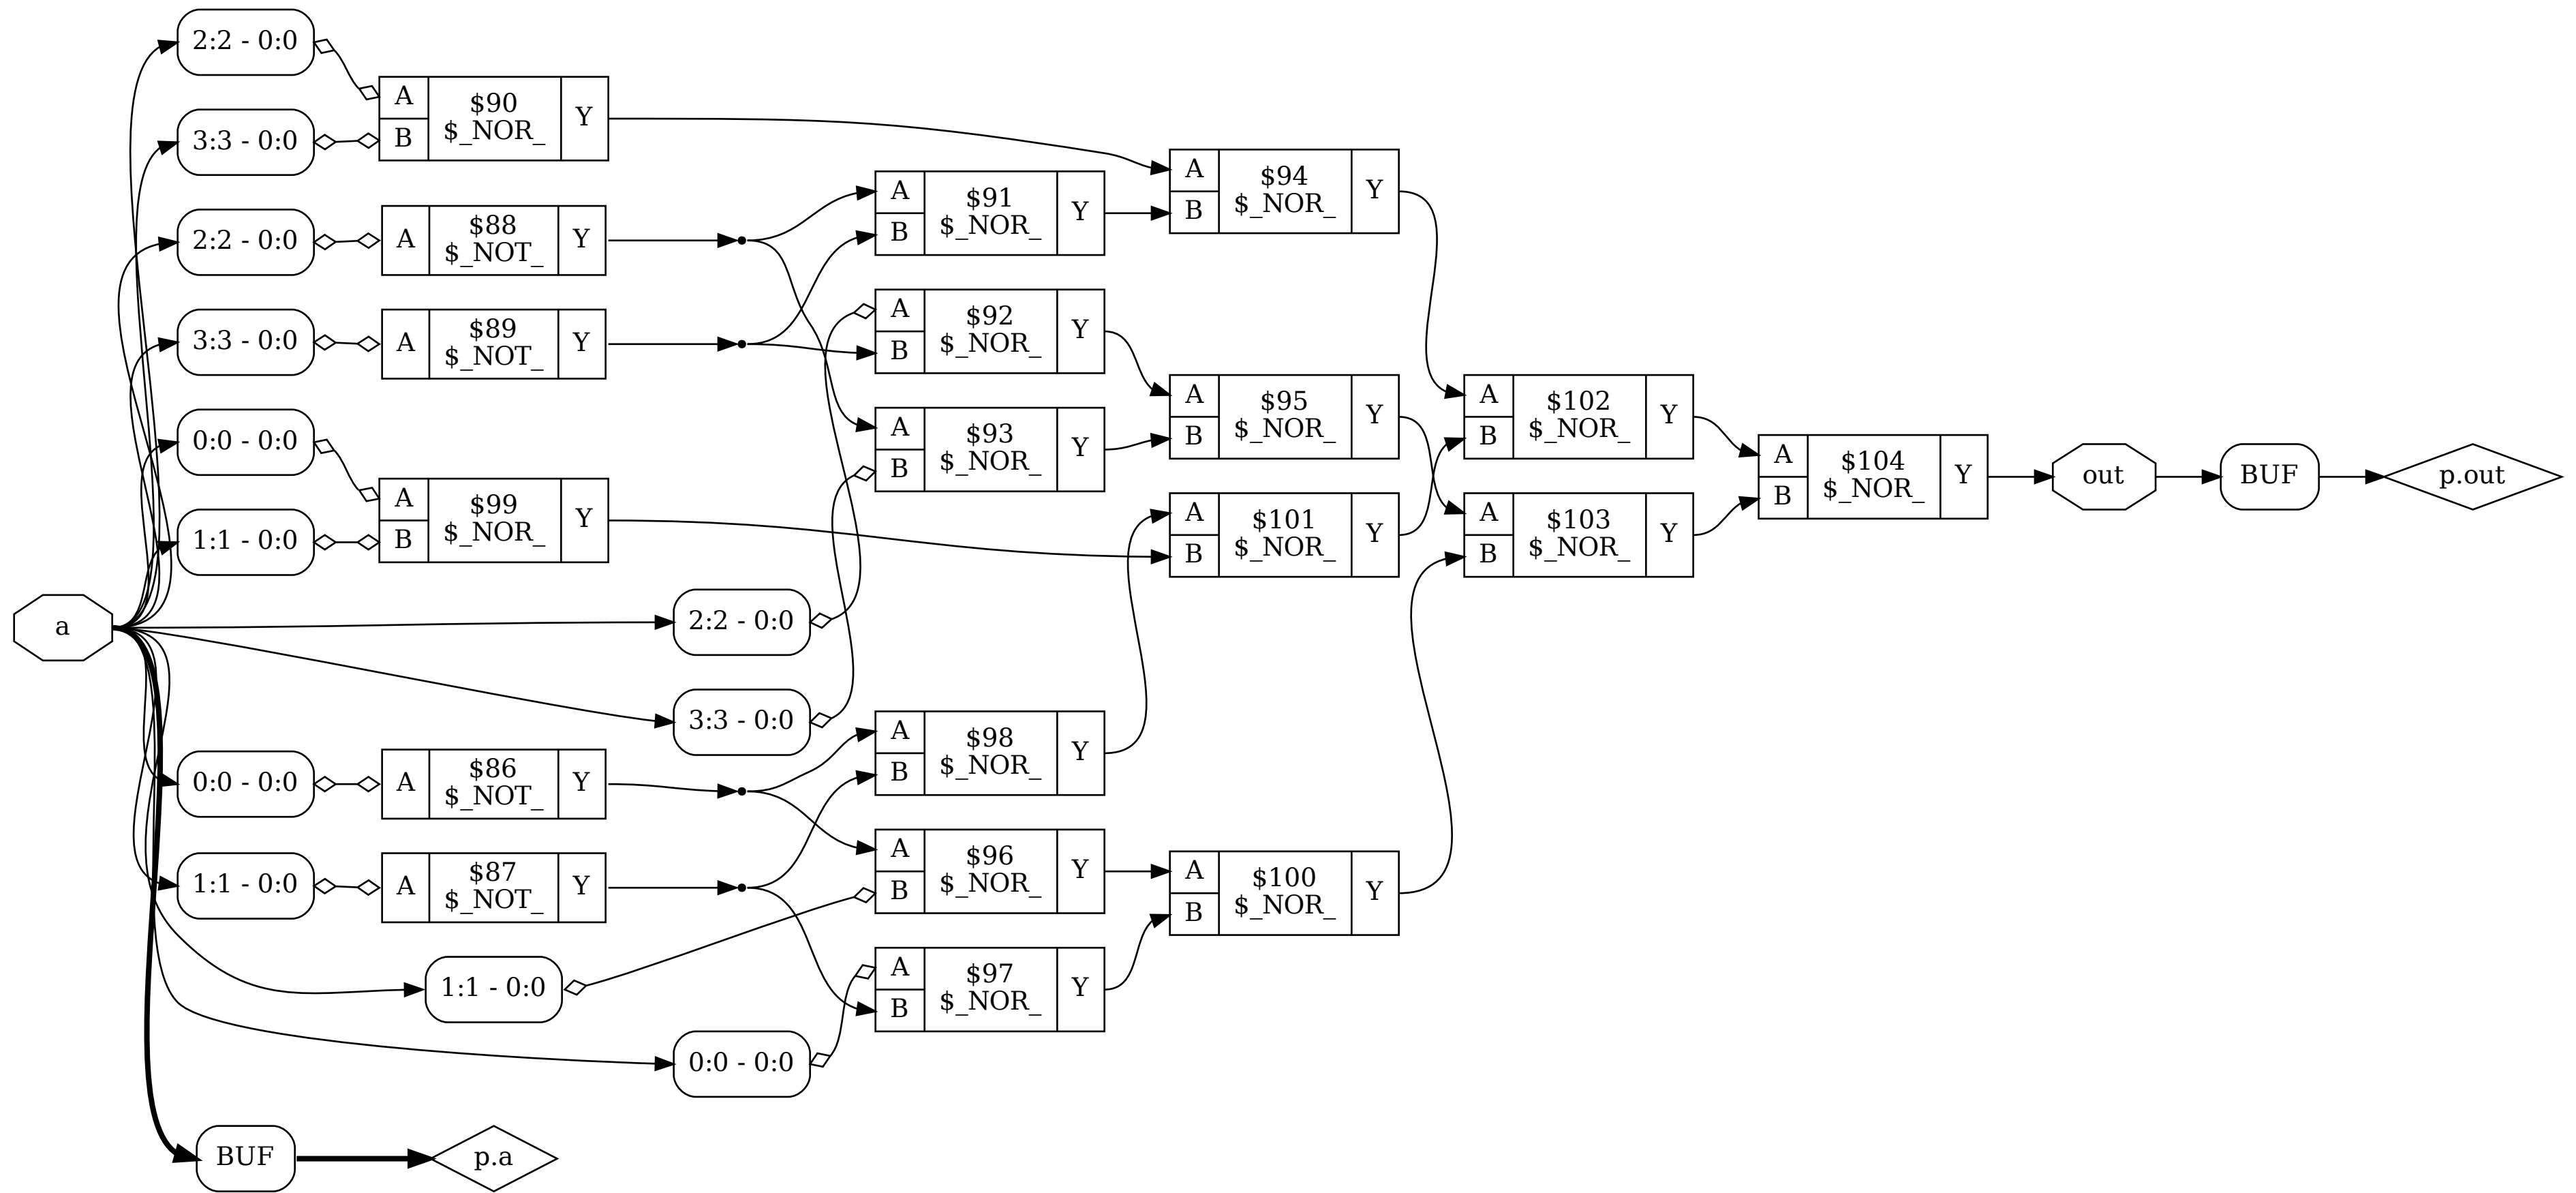 2:2 - 0:0
3:3 - 0:0
A
B
$90
$_NOR_
Y
2:2 - 0:0
A
$88
$_NOT_
Y
3:3 - 0:0
A
$89
$_NOT_
Y
0:0 - 0:0
1:1 - 0:0
A
B
$99
$_NOR_
Y
a
2:2 - 0:0
3:3 - 0:0
0:0 - 0:0
A
$86
$_NOT_
Y
1:1 - 0:0
A
$87
$_NOT_
Y
1:1 - 0:0
0:0 - 0:0
BUF
p.a
A
B
$91
$_NOR_
Y
A
B
$92
$_NOR_
Y
A
B
$93
$_NOR_
Y
A
B
$98
$_NOR_
Y
A
B
$96
$_NOR_
Y
A
B
$97
$_NOR_
Y
A
B
$94
$_NOR_
Y
A
B
$95
$_NOR_
Y
A
B
$101
$_NOR_
Y
A
B
$100
$_NOR_
Y
A
B
$102
$_NOR_
Y
A
B
$103
$_NOR_
Y
A
B
$104
$_NOR_
Y
out
BUF
p.out